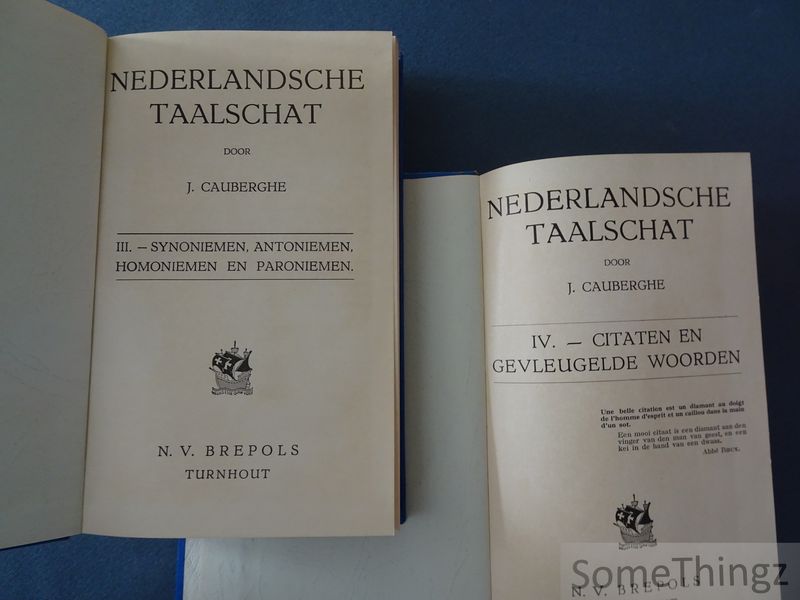 NEDERLANDSCHE
TAALSCHAT
DOOR
J. CAUBERGHE
III. — SYNONIEMEN, ANTONIEMEN,
HOMONIEMEN EN PARONIEMEN.
N. V. BREPOLS
TURNHOUT
NEDERLANDSCHE
TAALSCHAT
DOOR
J. CAUBERGHE
IV. — CITATEN EN
GEVLEUGELDE WOORDEN
Une belle citation est un diamant au doigt
de l'homme d'esprit et un caillou dans la main
d'un sot.
Een mooi citaat is een diamant aan den
vinger van den man van geest, en een
kei in de hand van een dwaas.
Abbé
N. V. BREPOLS
SomeThingz